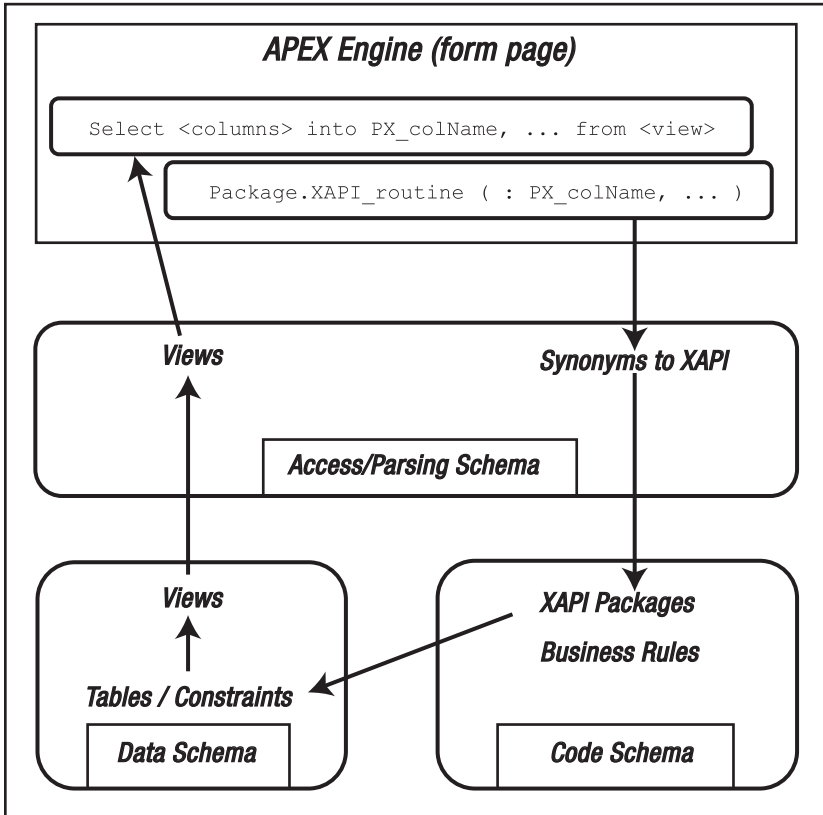 APEX Engine (form page)
Select <columns> into PX_colName, ... from <view>
Package.XAPI_routine ( : PX_colName, ... )
Views
Synonyms to XAPI
Access/Parsing Schema
Views
Tables / Constraints
Data Schema
XAPI Packages
Business Rules
Code Schema